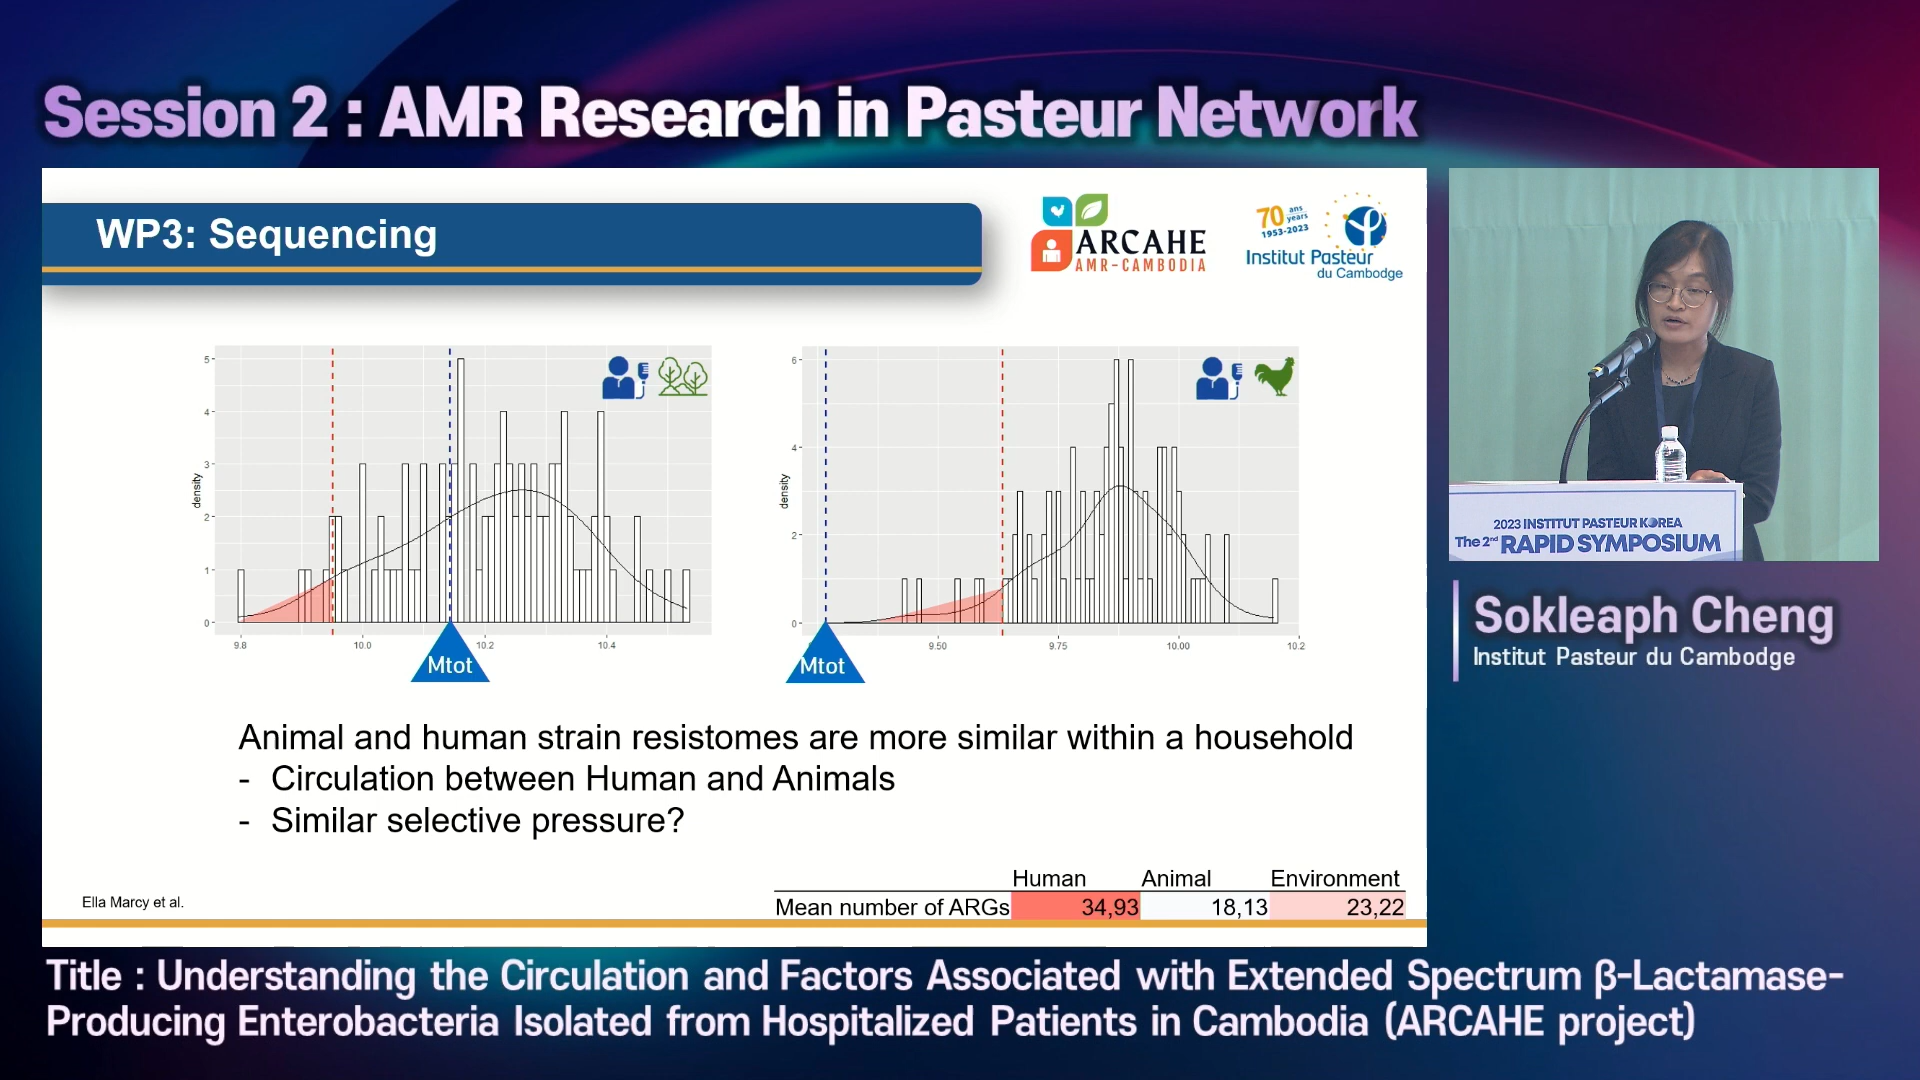 Session 2 : AMR Research in Pasteur Network
WP3: Sequencing
ARCAHE
AMR-CAMBODIA
70 ans years
1953-2023
Institut Pasteur
du Cambodge
density
5
4
3
2
1
0
9.8 10.0 10.2 10.4
Mtot
density
6
4
2
0
9.50 9.75 10.00 10.2
Mtot
Animal and human strain resistomes are more similar within a household
- Circulation between Human and Animals
- Similar selective pressure?
Human Animal Environment
Mean number of ARGs 34,93 18,13 23,22
Ella Marcy et al.
2023 INSTITUT PASTEUR KOREA
The 2nd RAPID SYMPOSIUM
Sokleaph Cheng
Institut Pasteur du Cambodge
Title : Understanding the Circulation and Factors Associated with Extended Spectrum β-Lactamase-
Producing Enterobacteria Isolated from Hospitalized Patients in Cambodia (ARCAHE project)